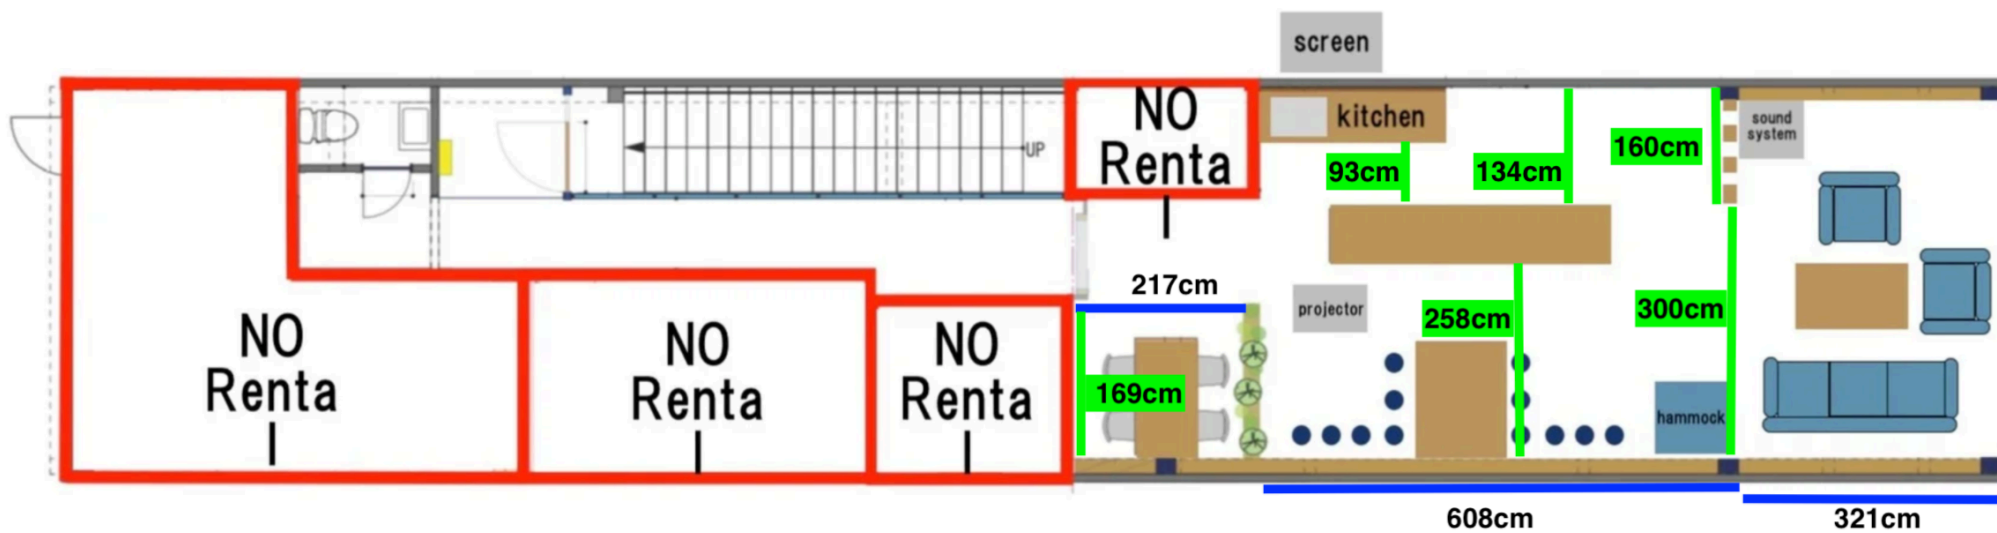 screen
NO
Renta
kitchen
sound
system
UP
93cm
134cm
160cm
217cm
projector
258cm
300cm
NO
Renta
NO
Renta
NO
Renta
169cm
hammock
608cm
321cm